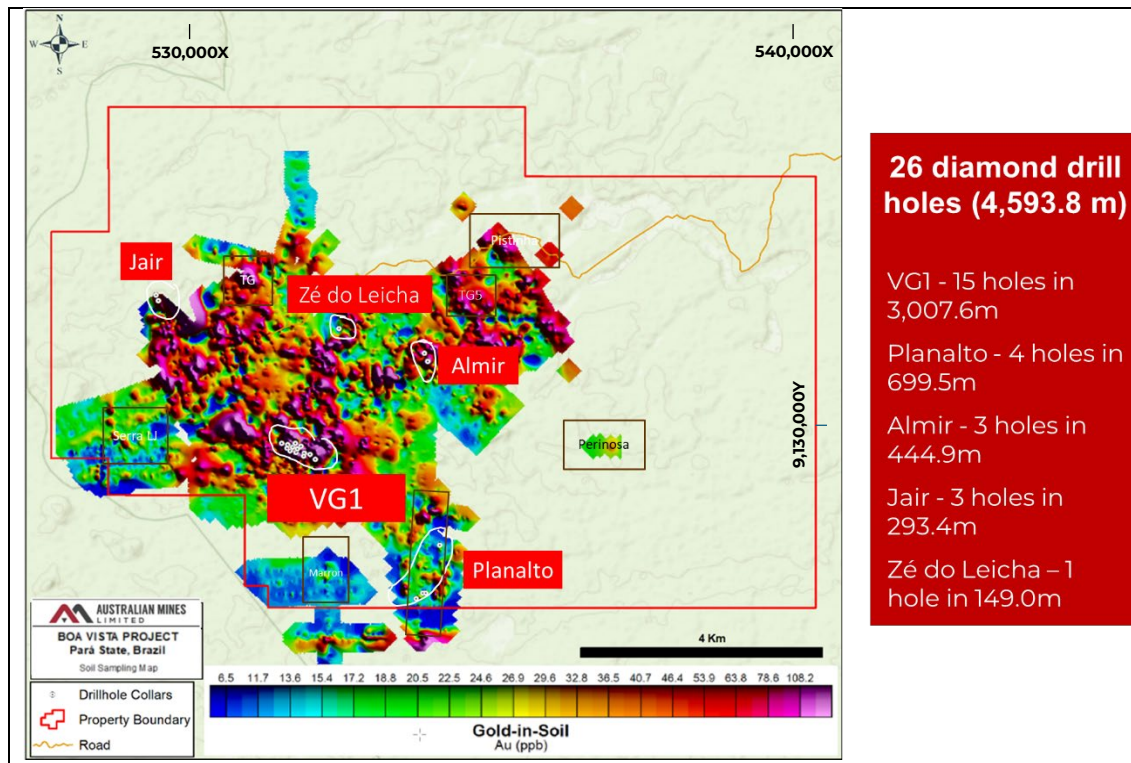 N
W E
S
530,000X
540,000X
Jair
TG
Zé do Leicha
Pistinha
TG5
Almir
9,130,000Y
Serra LI
Perinosa
VG1
Marron
Planalto
AUSTRALIAN MINES
LIMITED
BOA VISTA PROJECT
Pará State, Brazil
Soil Sampling Map
Drillhole Collars
Property Boundary
Road
4 Km
6.5 11.7 13.6 15.4 17.2 18.8 20.5 22.5 24.6 26.9 29.6 32.8 36.5 40.7 46.4 53.9 63.8 78.6 108.2
Gold-in-Soil
Au (ppb)
26 diamond drill
holes (4,593.8 m)
VG1 - 15 holes in
3,007.6m
Planalto - 4 holes in
699.5m
Almir - 3 holes in
444.9m
Jair - 3 holes in
293.4m
Zé do Leicha – 1
hole in 149.0m